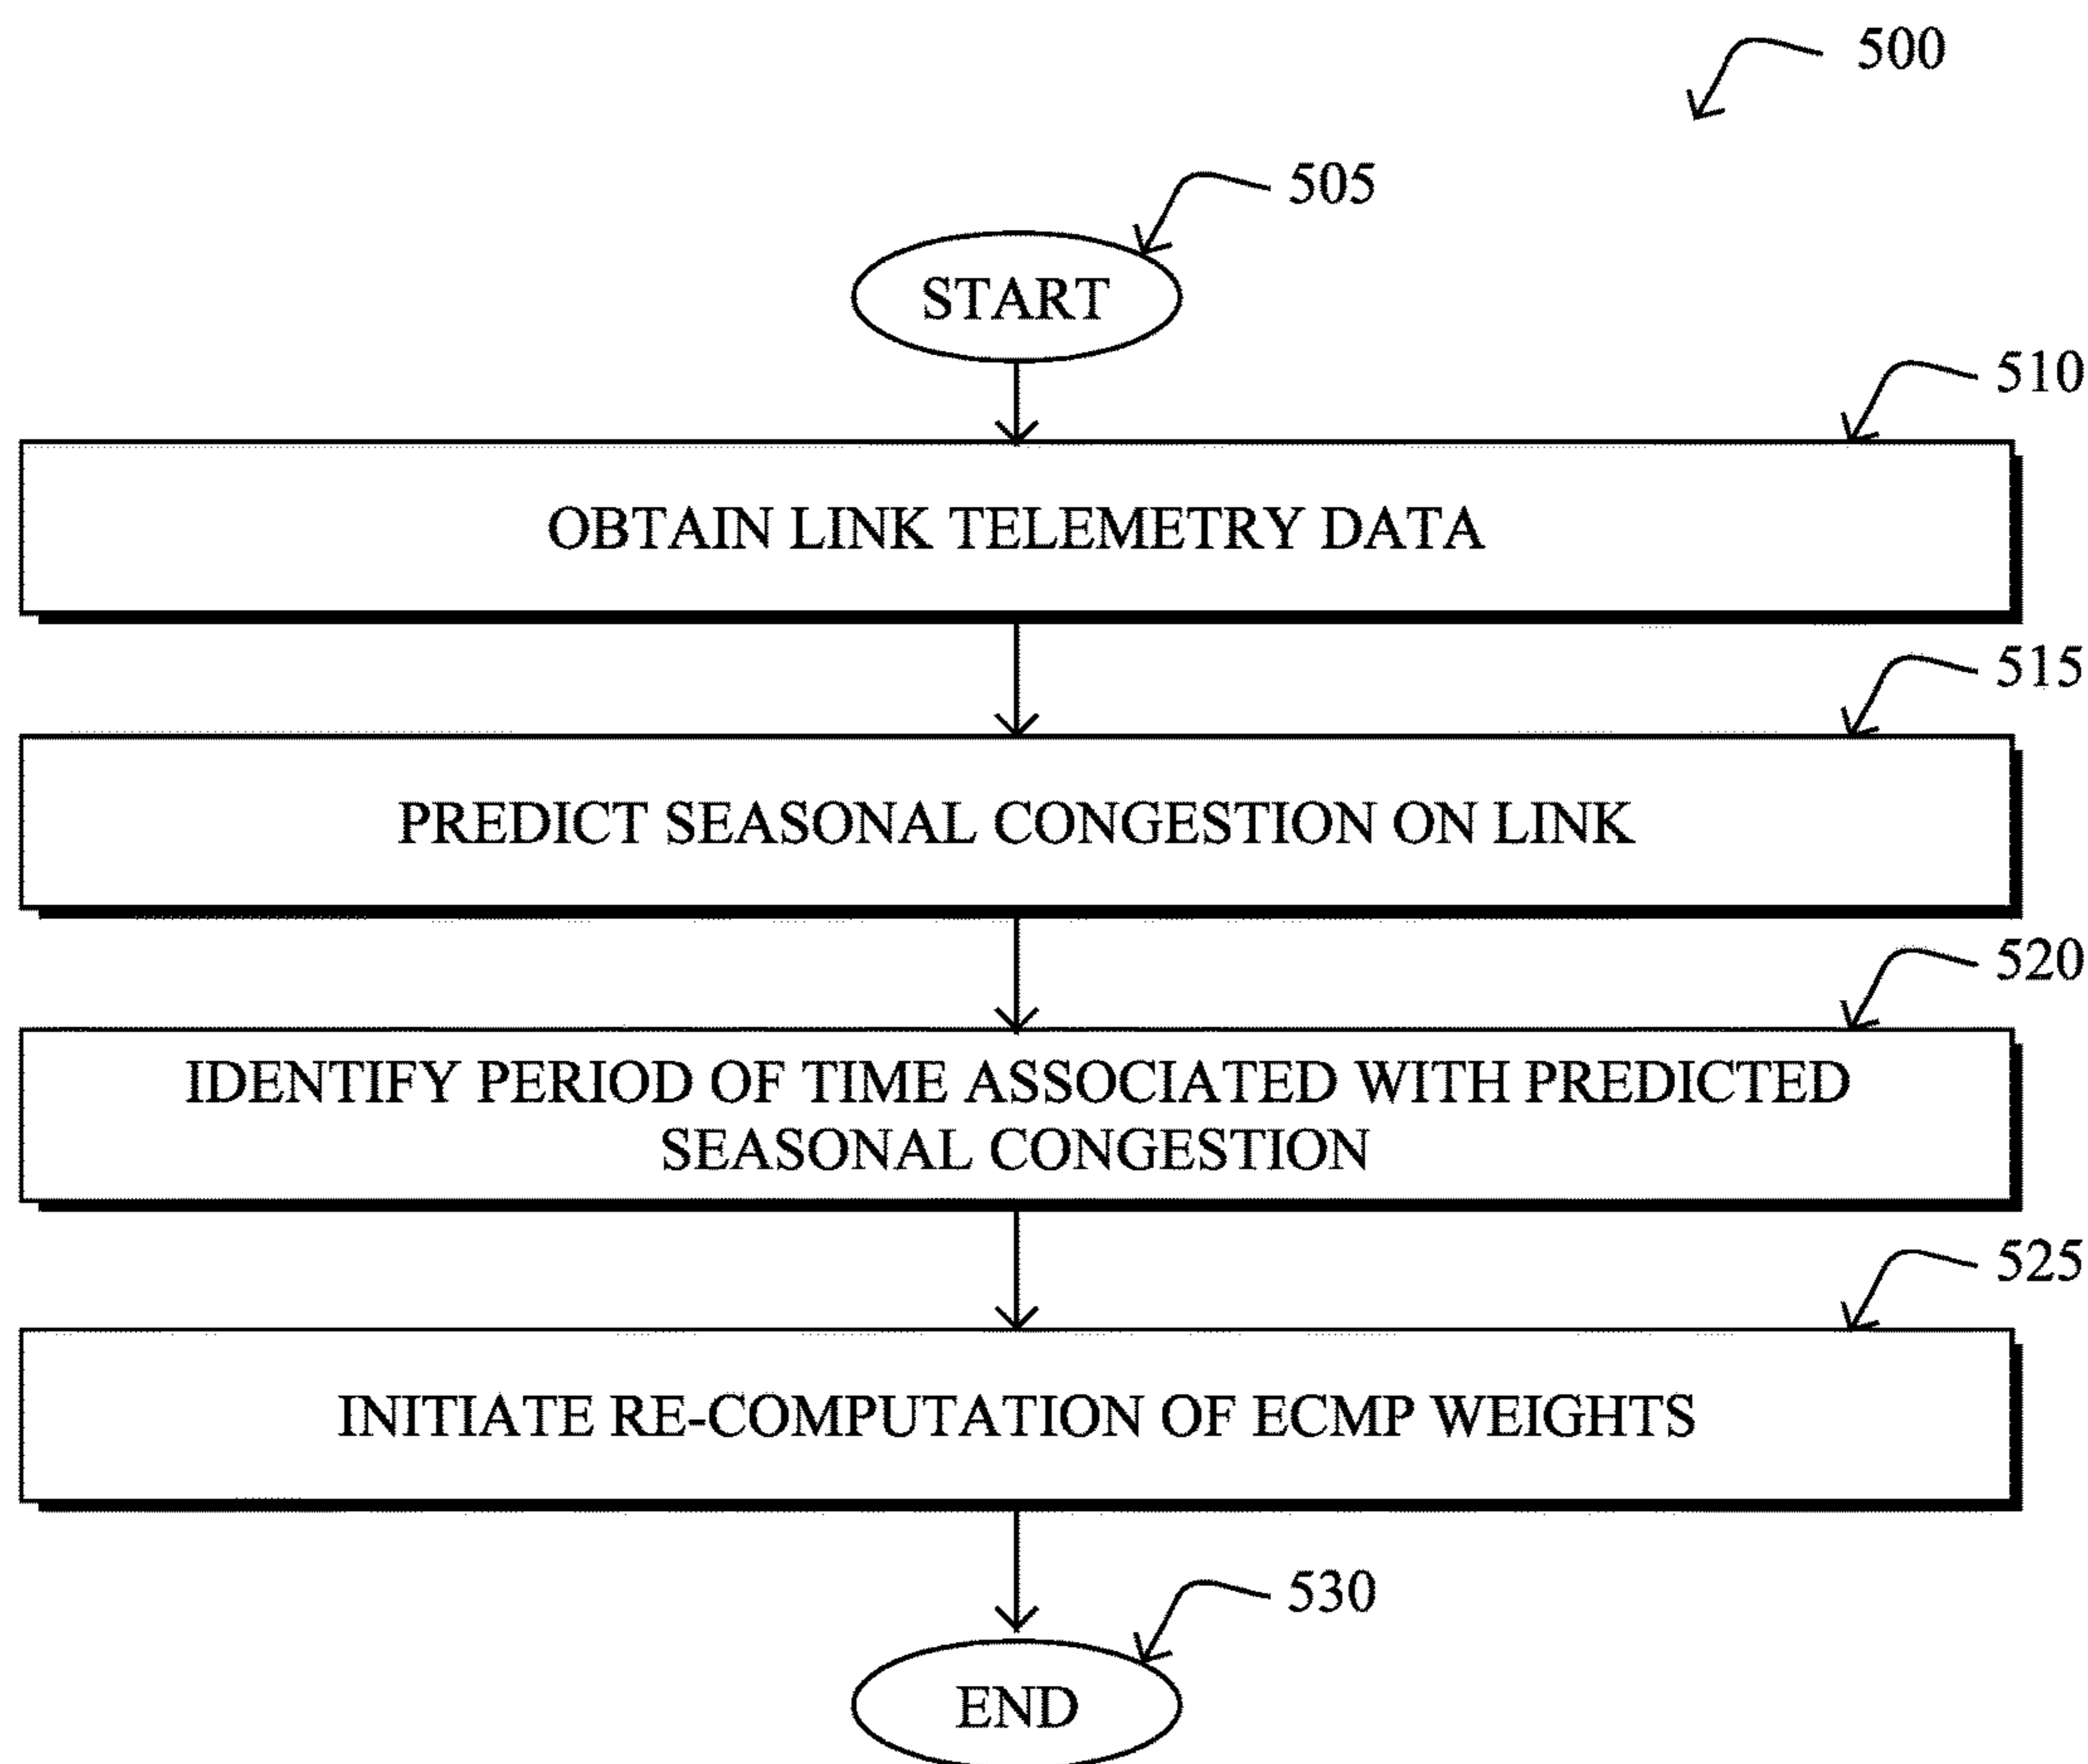 500
505
START
510
OBTAIN LINK TELEMETRY DATA
515
PREDICT SEASONAL CONGESTION ON LINK
520
IDENTIFY PERIOD OF TIME ASSOCIATED WITH PREDICTED
SEASONAL CONGESTION
525
INITIATE RE-COMPUTATION OF ECMP WEIGHTS
530
END